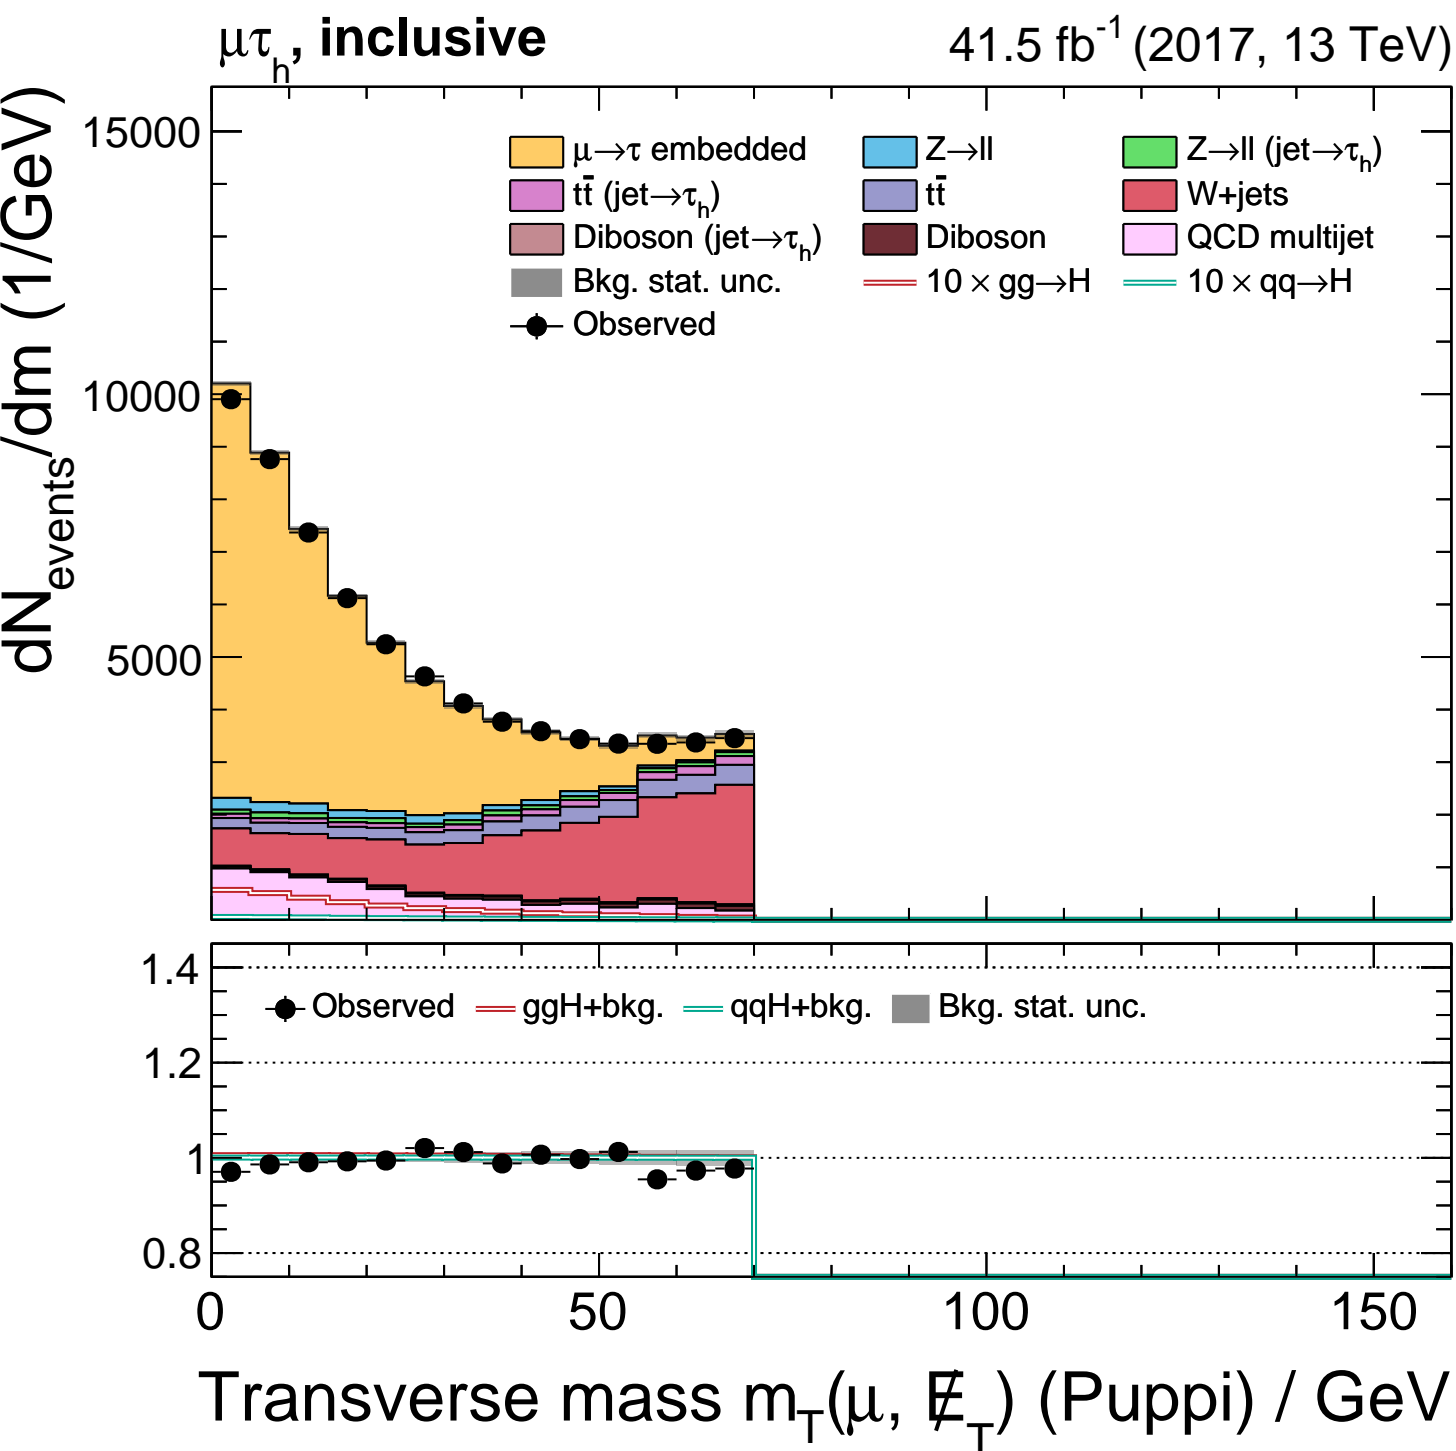 μτh, inclusive
41.5 fb-1 (2017, 13 TeV)
dNevents/dm (1/GeV)
15000
10000
5000
μ→τ embedded
Z→ll
Z→ll (jet→τh)
tt̄ (jet→τh)
tt̄
W+jets
Diboson (jet→τh)
Diboson
QCD multijet
Bkg. stat. unc.
10 × gg→H
10 × qq→H
Observed
1.4
1.2
1
0.8
Observed
ggH+bkg.
qqH+bkg.
Bkg. stat. unc.
0
50
100
150
Transverse mass mT(μ, E̸T) (Puppi) / GeV